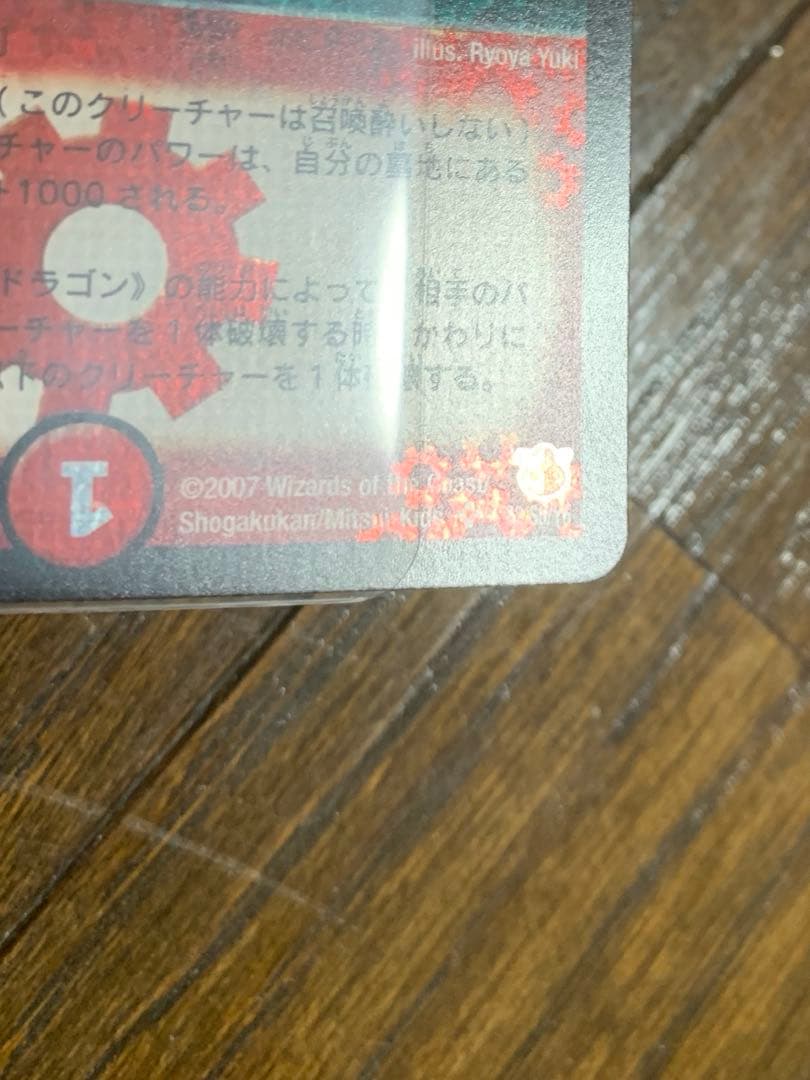 illus. Ryoya Yuki
(このクリーチャーは召喚酔いしない)
チャーのパワーは、自分の墓地にある
+1000される。
ドラゴン》の能力によって 相手のパ
ーチャーを1体破壊する時 かわりに
下のクリーチャーを1体破壊する。
1
©2007 Wizards of the Coast
Shogakukan/Mitsui-Kids